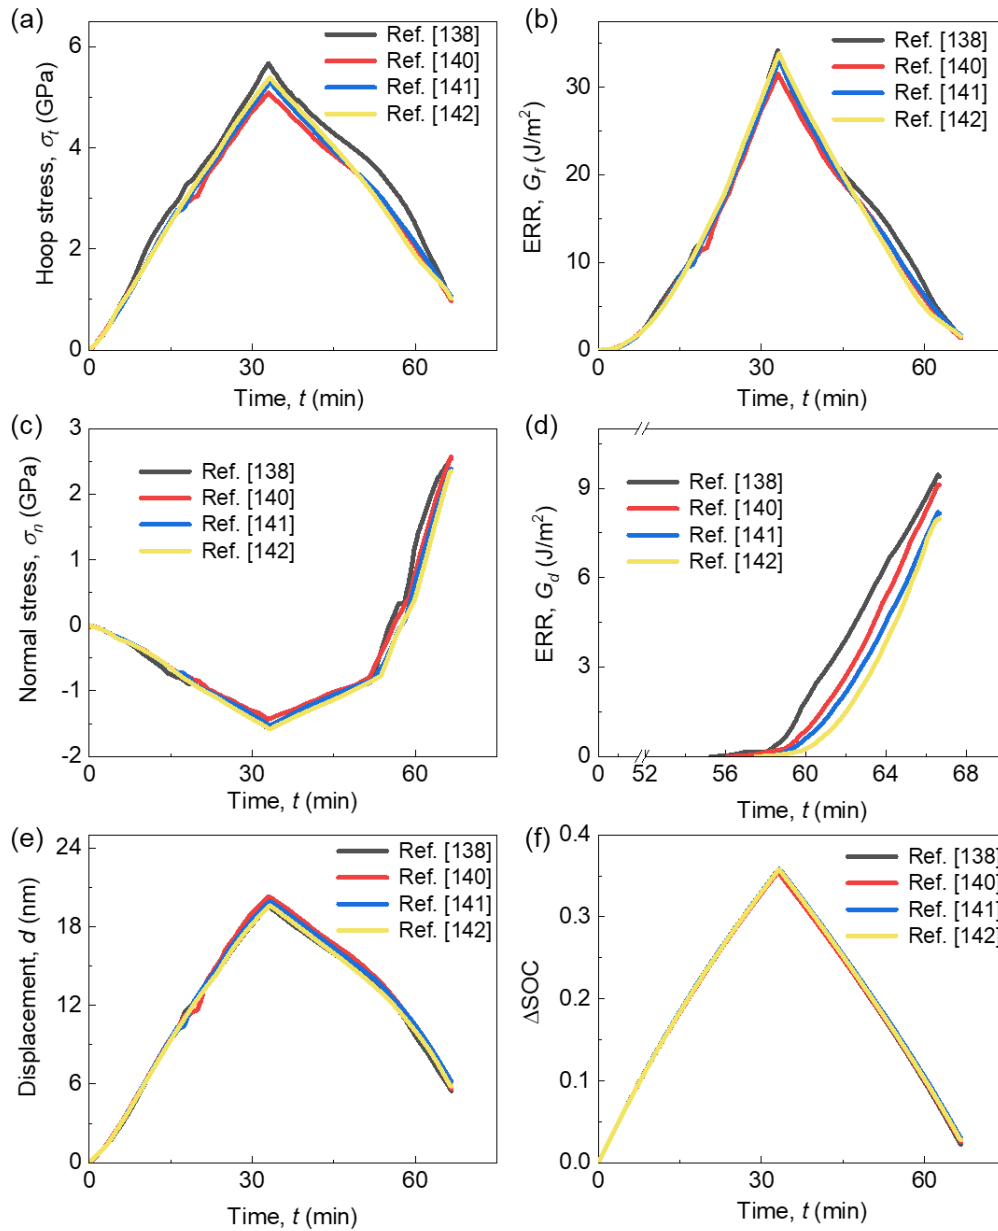 (a)
Hoop stress, σt (GPa)
6
4
2
0
0
30
60
Time, t (min)
Ref. [138]
Ref. [140]
Ref. [141]
Ref. [142]
(b)
ERR, Gf (J/m²)
30
20
10
0
0
30
60
Time, t (min)
Ref. [138]
Ref. [140]
Ref. [141]
Ref. [142]
(c)
Normal stress, σn (GPa)
3
2
1
0
-1
-2
0
30
60
Time, t (min)
Ref. [138]
Ref. [140]
Ref. [141]
Ref. [142]
(d)
ERR, Gd (J/m²)
9
6
3
0
0
52
56
60
64
68
Time, t (min)
Ref. [138]
Ref. [140]
Ref. [141]
Ref. [142]
(e)
Displacement, d (nm)
24
18
12
6
0
0
30
60
Time, t (min)
Ref. [138]
Ref. [140]
Ref. [141]
Ref. [142]
(f)
ΔSOC
0.4
0.3
0.2
0.1
0.0
0
30
60
Time, t (min)
Ref. [138]
Ref. [140]
Ref. [141]
Ref. [142]